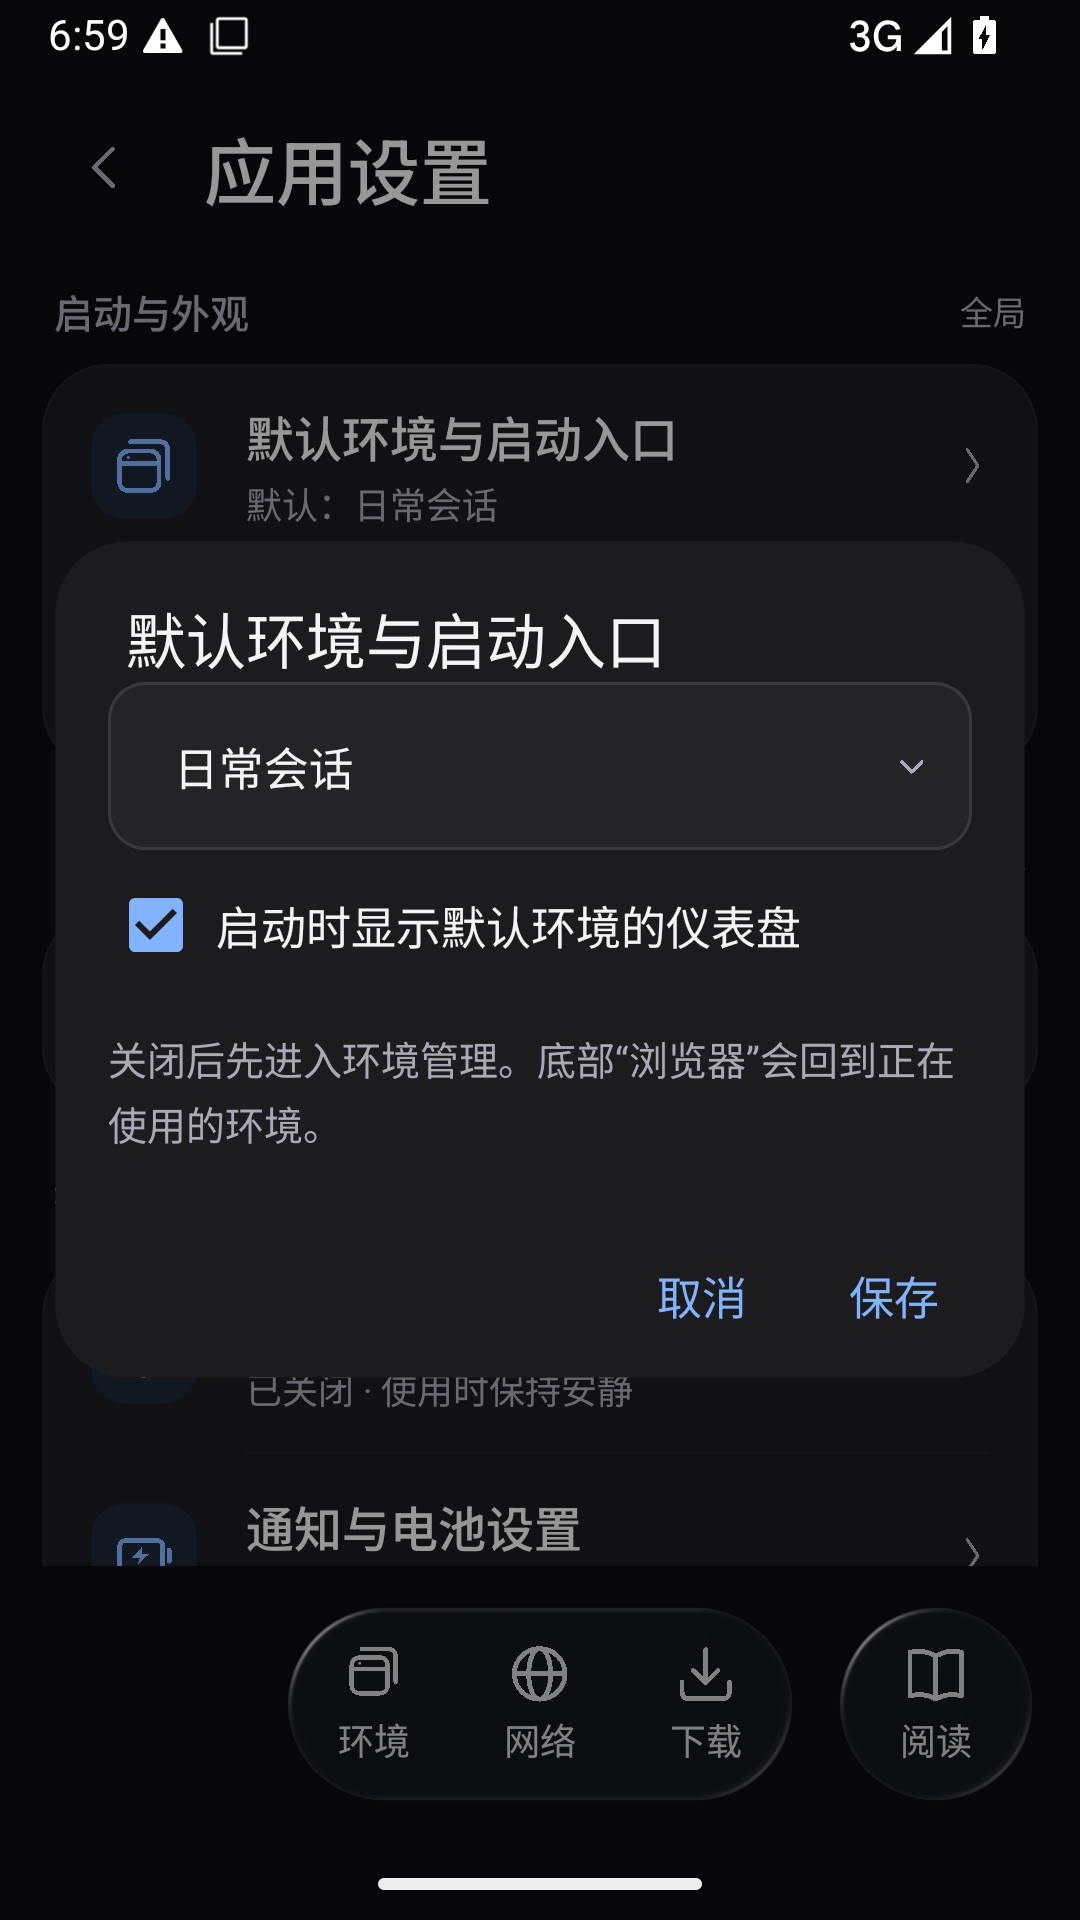 6:59
3G
应用设置
启动与外观
全局
默认环境与启动入口
默认：日常会话
默认环境与启动入口
日常会话
启动时显示默认环境的仪表盘
关闭后先进入环境管理。底部“浏览器”会回到正在
使用的环境。
取消
保存
已关闭 · 使用时保持安静
通知与电池设置
环境
网络
下载
阅读